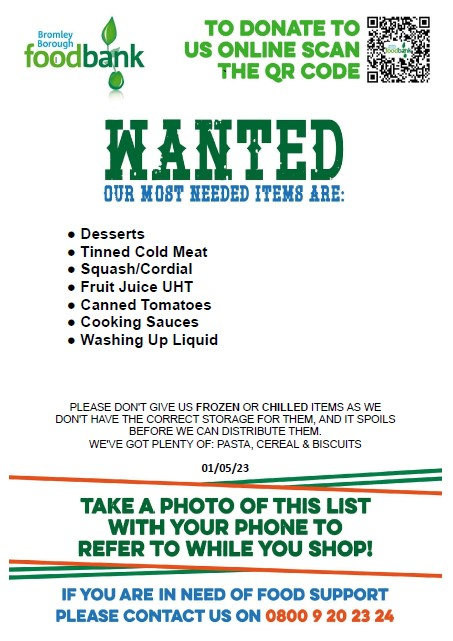 Bromley
Borough
foodbank
TO DONATE TO
US ONLINE SCAN
THE QR CODE
foodbank
WANTED
OUR MOST NEEDED ITEMS ARE:
● Desserts
● Tinned Cold Meat
● Squash/Cordial
● Fruit Juice UHT
● Canned Tomatoes
● Cooking Sauces
● Washing Up Liquid
PLEASE DON'T GIVE US FROZEN OR CHILLED ITEMS AS WE
DON'T HAVE THE CORRECT STORAGE FOR THEM, AND IT SPOILS
BEFORE WE CAN DISTRIBUTE THEM.
WE'VE GOT PLENTY OF: PASTA, CEREAL & BISCUITS
01/05/23
TAKE A PHOTO OF THIS LIST
WITH YOUR PHONE TO
REFER TO WHILE YOU SHOP!
IF YOU ARE IN NEED OF FOOD SUPPORT
PLEASE CONTACT US ON 0800 9 20 23 24